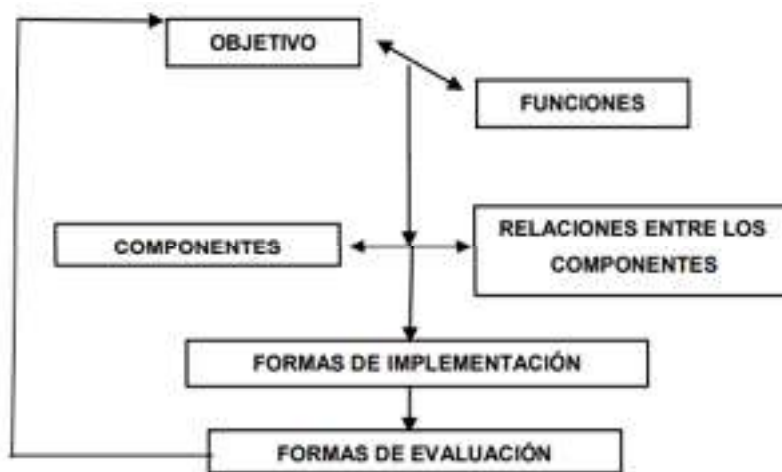 OBJETIVO
FUNCIONES
COMPONENTES
RELACIONES ENTRE LOS
COMPONENTES
FORMAS DE IMPLEMENTACIÓN
FORMAS DE EVALUACIÓN